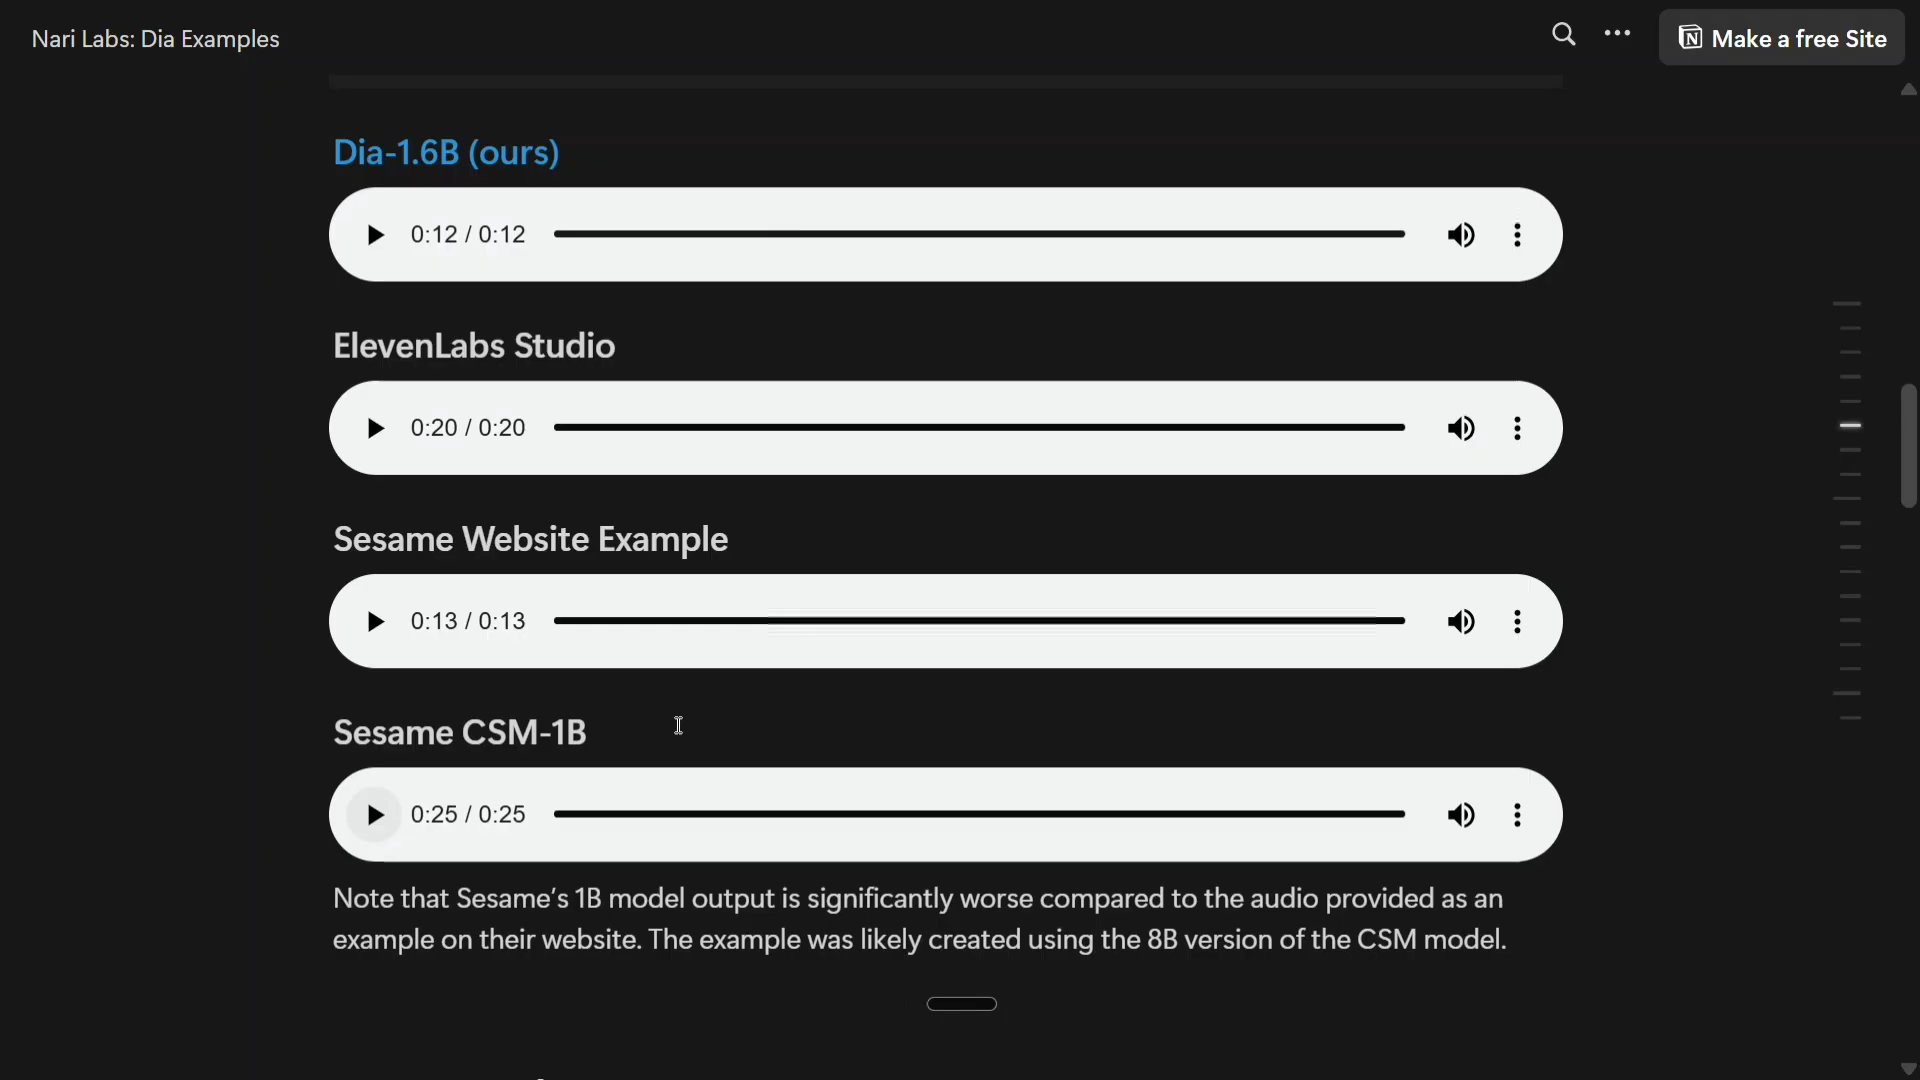 Nari Labs: Dia Examples
Make a free Site
Dia-1.6B (ours)
0:12 / 0:12
ElevenLabs Studio
0:20 / 0:20
Sesame Website Example
0:13 / 0:13
Sesame CSM-1B
0:25 / 0:25
Note that Sesame's 1B model output is significantly worse compared to the audio provided as an
example on their website. The example was likely created using the 8B version of the CSM model.